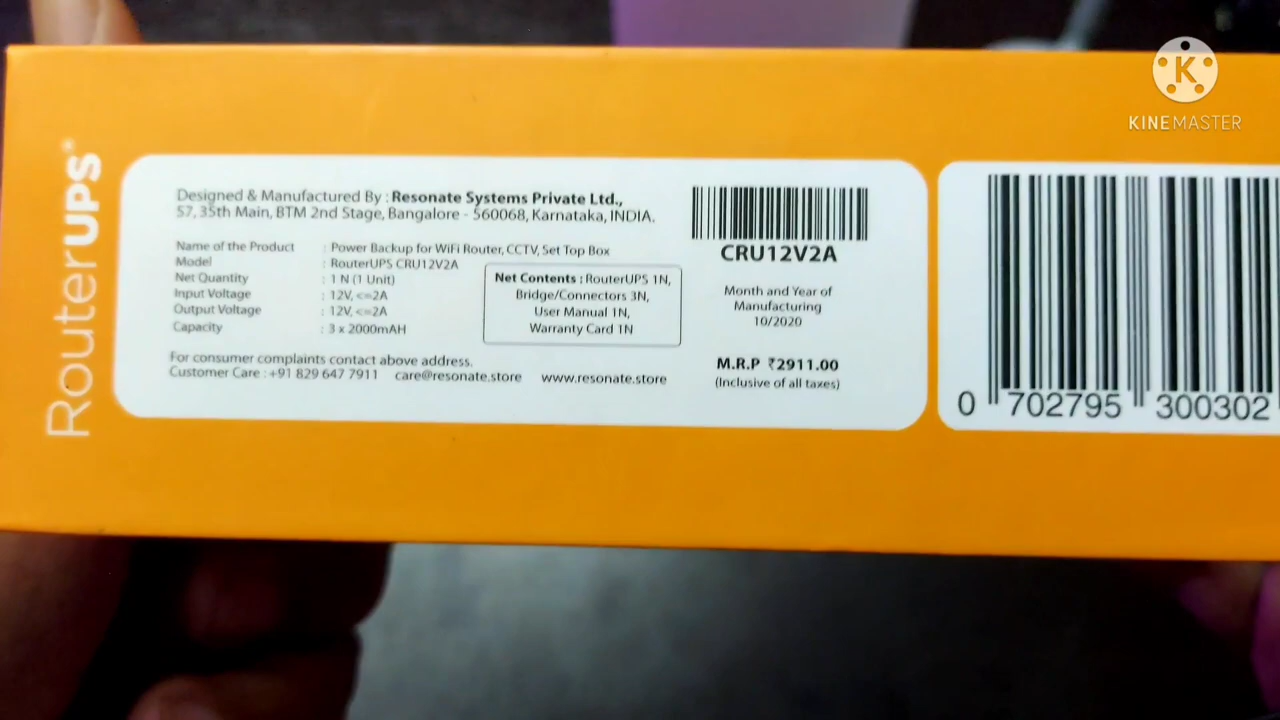 RouterUPS®
Designed & Manufactured By : Resonate Systems Private Ltd.,
57, 35th Main, BTM 2nd Stage, Bangalore - 560068, Karnataka, INDIA.
Name of the Product : Power Backup for WiFi Router, CCTV, Set Top Box
Model : RouterUPS CRU12V2A
Net Quantity : 1 N (1 Unit)
Input Voltage : 12V, <=2A
Output Voltage : 12V, <=2A
Capacity : 3 x 2000mAH
Net Contents : RouterUPS 1N,
Bridge/Connectors 3N,
User Manual 1N,
Warranty Card 1N
For consumer complaints contact above address.
Customer Care : +91 829 647 7911 care@resonate.store www.resonate.store
CRU12V2A
Month and Year of
Manufacturing
10/2020
M.R.P ₹2911.00
(Inclusive of all taxes)
0 702795 300302
K
KINEMASTER